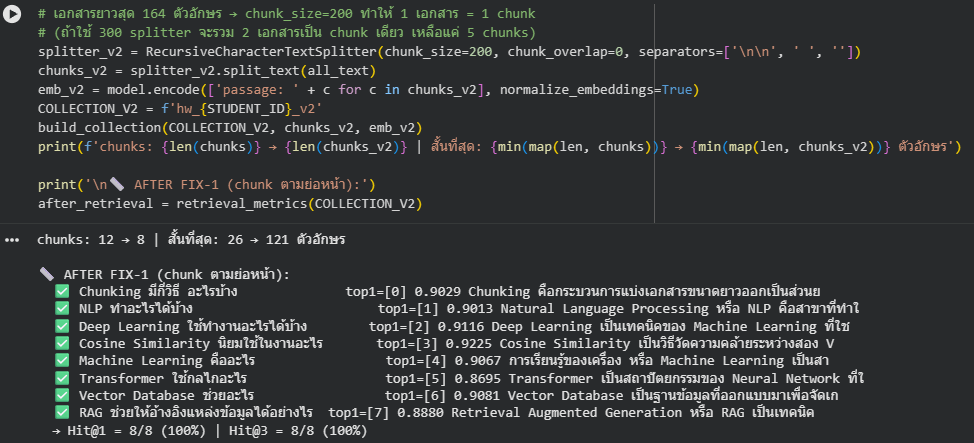 # เอกสารยาวสุด 164 ตัวอักษร → chunk_size=200 ทำให้ 1 เอกสาร = 1 chunk
# (ถ้าใช้ 300 splitter จะรวม 2 เอกสารเป็น chunk เดียว เหลือแค่ 5 chunks)
splitter_v2 = RecursiveCharacterTextSplitter(chunk_size=200, chunk_overlap=0, separators=['\n\n', ' ', ''])
chunks_v2 = splitter_v2.split_text(all_text)
emb_v2 = model.encode(['passage: ' + c for c in chunks_v2], normalize_embeddings=True)
COLLECTION_V2 = f'hw_{STUDENT_ID}_v2'
build_collection(COLLECTION_V2, chunks_v2, emb_v2)
print(f'chunks: {len(chunks)} → {len(chunks_v2)} | สั้นที่สุด: {min(map(len, chunks))} → {min(map(len, chunks_v2))} ตัวอักษร')
print('\n📏 AFTER FIX-1 (chunk ตามย่อหน้า):')
after_retrieval = retrieval_metrics(COLLECTION_V2)
chunks: 12 → 8 | สั้นที่สุด: 26 → 121 ตัวอักษร
📏 AFTER FIX-1 (chunk ตามย่อหน้า):
✅ Chunking มีกี่วิธี อะไรบ้าง top1=[0] 0.9029 Chunking คือกระบวนการแบ่งเอกสารขนาดยาวออกเป็นส่วนย
✅ NLP ทำอะไรได้บ้าง top1=[1] 0.9013 Natural Language Processing หรือ NLP คือสาขาที่ทำใ
✅ Deep Learning ใช้ทำงานอะไรได้บ้าง top1=[2] 0.9116 Deep Learning เป็นเทคนิคของ Machine Learning ที่ใช
✅ Cosine Similarity นิยมใช้ในงานอะไร top1=[3] 0.9225 Cosine Similarity เป็นวิธีวัดความคล้ายระหว่างสอง V
✅ Machine Learning คืออะไร top1=[4] 0.9067 การเรียนรู้ของเครื่อง หรือ Machine Learning เป็นสา
✅ Transformer ใช้กลไกอะไร top1=[5] 0.8695 Transformer เป็นสถาปัตยกรรมของ Neural Network ที่ใ
✅ Vector Database ช่วยอะไร top1=[6] 0.9081 Vector Database เป็นฐานข้อมูลที่ออกแบบมาเพื่อจัดเก
✅ RAG ช่วยให้อ้างอิงแหล่งข้อมูลได้อย่างไร top1=[7] 0.8880 Retrieval Augmented Generation หรือ RAG เป็นเทคนิค
→ Hit@1 = 8/8 (100%) | Hit@3 = 8/8 (100%)